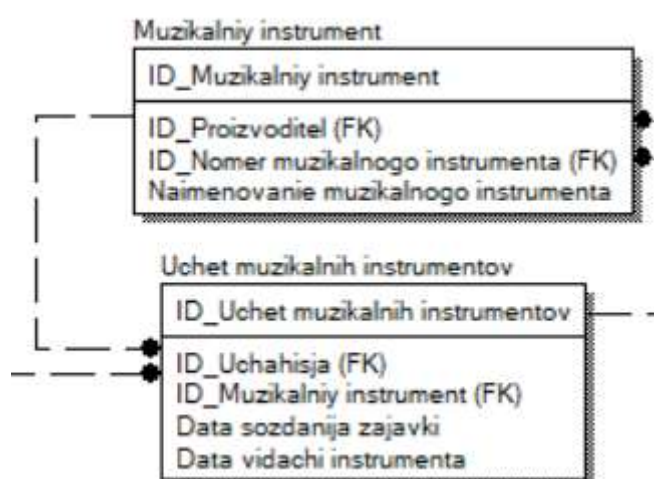 Muzikalniy instrument
ID_Muzikalniy instrument
ID_Proizvoditel (FK)
ID_Nomer muzikalnogo instrumenta (FK)
Naimenovanie muzikalnogo instrumenta
Uchet muzikalnih instrumentov
ID_Uchet muzikalnih instrumentov
ID_Uchahisja (FK)
ID_Muzikalniy instrument (FK)
Data sozdanija zajavki
Data vidachi instrumenta